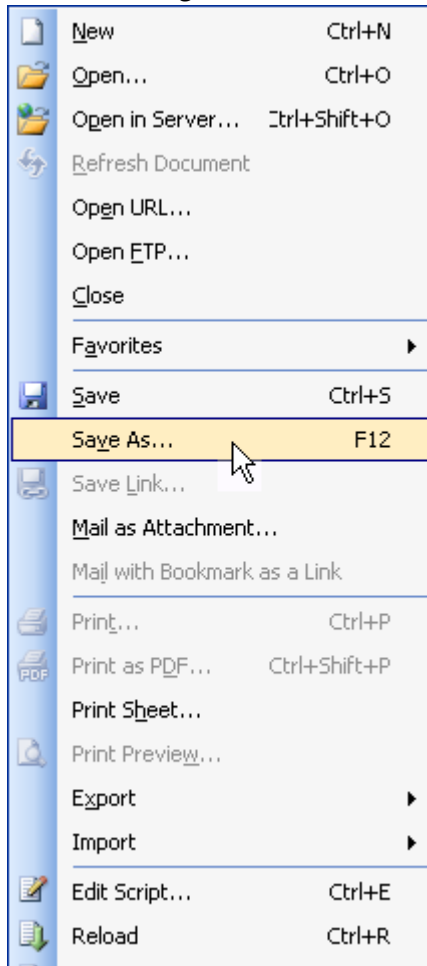 New Ctrl+N
Open... Ctrl+O
Open in Server... Ctrl+Shift+O
Refresh Document
Open URL...
Open FTP...
Close
Favorites
Save Ctrl+S
Save As... F12
Save Link...
Mail as Attachment...
Mail with Bookmark as a Link
Print... Ctrl+P
PDF Print as PDF... Ctrl+Shift+P
Print Sheet...
Print Preview...
Export
Import
Edit Script... Ctrl+E
Reload Ctrl+R